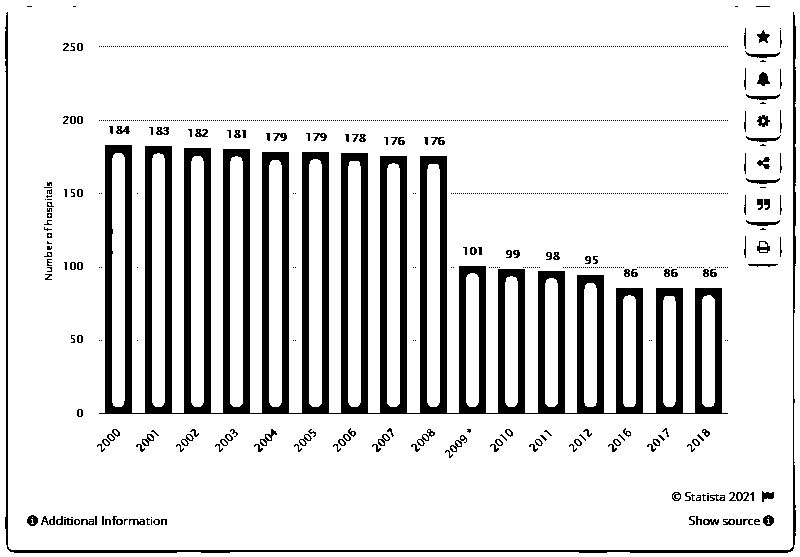 250
200
150
100
50
0
Number of hospitals
184 183 182 181 179 179 178 176 176 101 99 98 95 86 86 86
2000 2001 2002 2003 2004 2005 2006 2007 2008 2009* 2010 2011 2012 2016 2017 2018
© Statista 2021
Additional Information
Show source